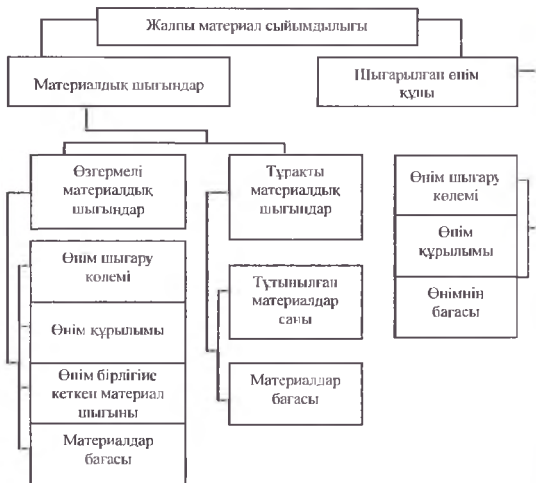 Жалпы материал сыйымдылығы
Материалдық шығындар
Шығарылған өнім
құны
Өзгермелі
материалдық
шығындар
Тұрақты
материалдық
шығындар
Өнім шығару
көлемі
Өнім
құрылымы
Өнімнің
бағасы
Өнім шығару
көлемі
Өнім құрылымы
Өнім бірлігіне
кеткен материал
шығыны
Материалдар
бағасы
Тұтынылған
материалдар
саны
Материалдар
бағасы